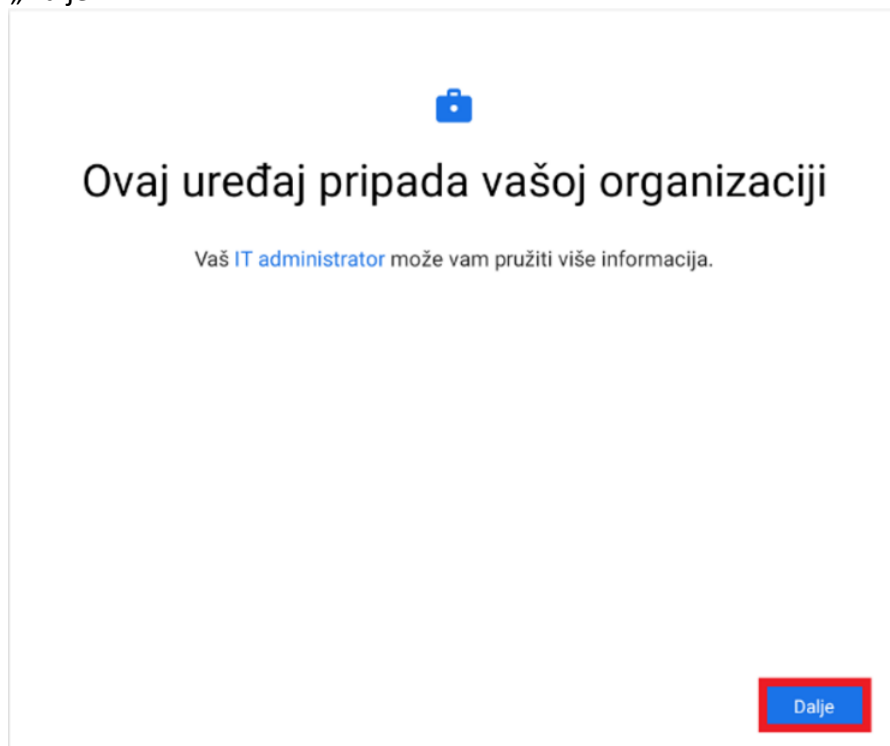 Ovaj uređaj pripada vašoj organizaciji
Vaš IT administrator može vam pružiti više informacija.
Dalje